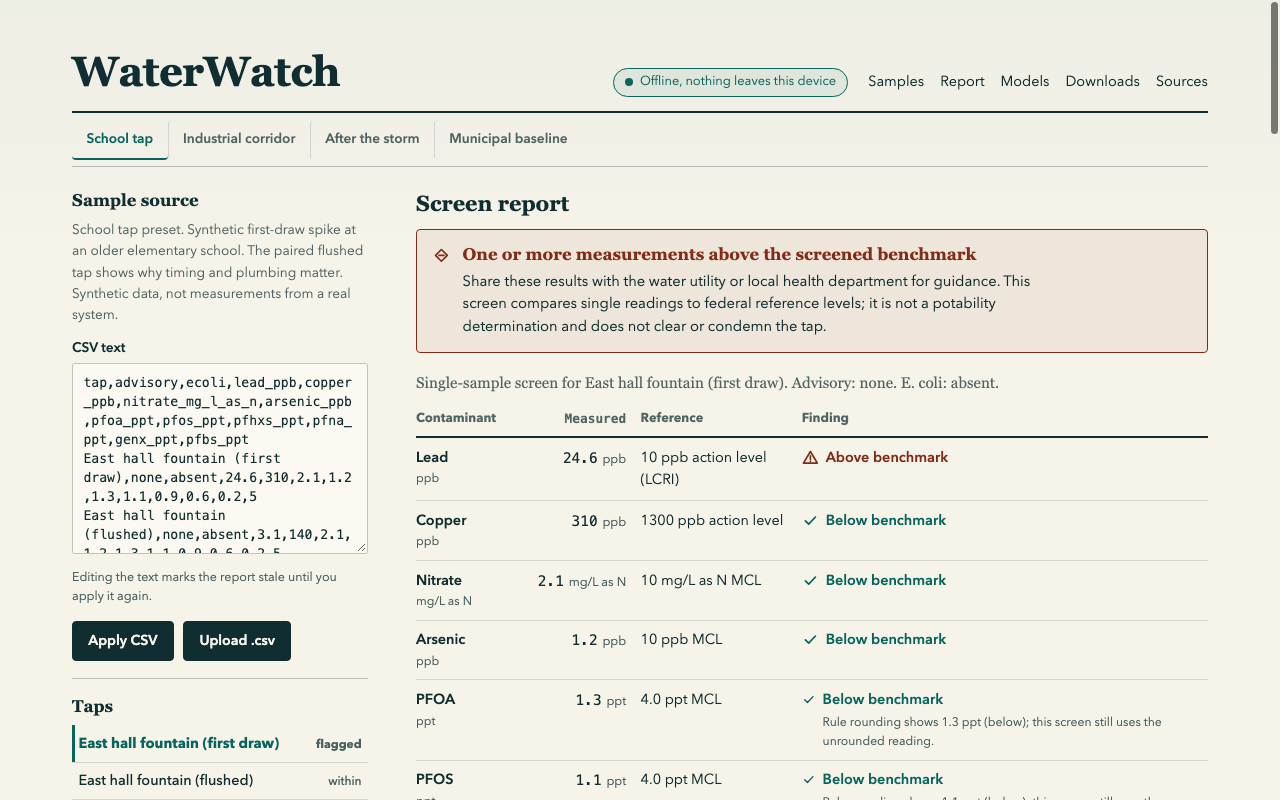 WaterWatch
Offline, nothing leaves this device
Samples Report Models Downloads Sources
School tap Industrial corridor After the storm Municipal baseline
Sample source
School tap preset. Synthetic first-draw spike at
an older elementary school. The paired flushed
tap shows why timing and plumbing matter.
Synthetic data, not measurements from a real
system.
CSV text
tap,advisory,ecoli,lead_ppb,copper
_ppb,nitrate_mg_l_as_n,arsenic_ppb
,pfoa_ppt,pfos_ppt,pfhxs_ppt,pfna_
ppt,genx_ppt,pfbs_ppt
East hall fountain (first
draw),none,absent,24.6,310,2.1,1.2
,1.3,1.1,0.9,0.6,0.2,5
East hall fountain
(flushed),none,absent,3.1,140,2.1,
1.2,1.3,1.1,0.9,0.6,0.2,5
Editing the text marks the report stale until you
apply it again.
Apply CSV Upload .csv
Taps
East hall fountain (first draw) flagged
East hall fountain (flushed) within
Screen report
One or more measurements above the screened benchmark
Share these results with the water utility or local health department for guidance. This
screen compares single readings to federal reference levels; it is not a potability
determination and does not clear or condemn the tap.
Single-sample screen for East hall fountain (first draw). Advisory: none. E. coli: absent.
Contaminant Measured Reference Finding
Lead 24.6 ppb 10 ppb action level Above benchmark
ppb (LCRI)
Copper 310 ppb 1300 ppb action level Below benchmark
ppb
Nitrate 2.1 mg/L as N 10 mg/L as N MCL Below benchmark
mg/L as N
Arsenic 1.2 ppb 10 ppb MCL Below benchmark
ppb
PFOA 1.3 ppt 4.0 ppt MCL Below benchmark
ppt Rule rounding shows 1.3 ppt (below); this screen still uses the
unrounded reading.
PFOS 1.1 ppt 4.0 ppt MCL Below benchmark